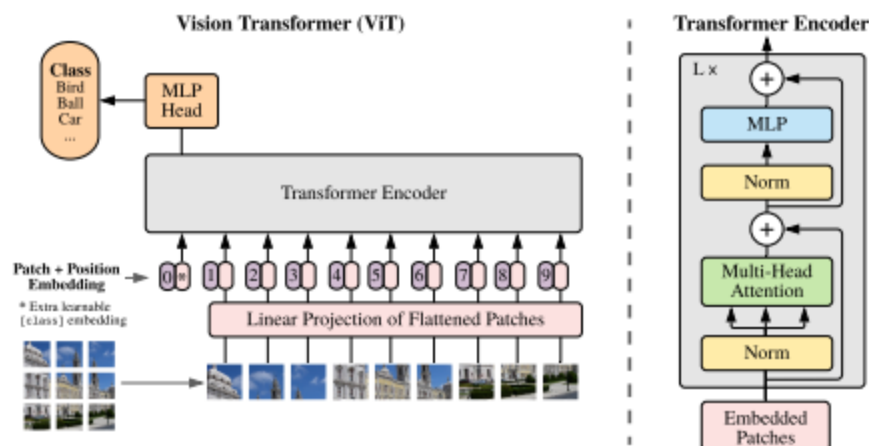 Vision Transformer (ViT)
Class
Bird
Ball
Car
...
MLP
Head
Transformer Encoder
Patch + Position
Embedding
0 * 1 2 3 4 5 6 7 8 9
* Extra learnable
[class] embedding
Linear Projection of Flattened Patches
Transformer Encoder
L ×
+
MLP
Norm
+
Multi-Head
Attention
Norm
Embedded
Patches